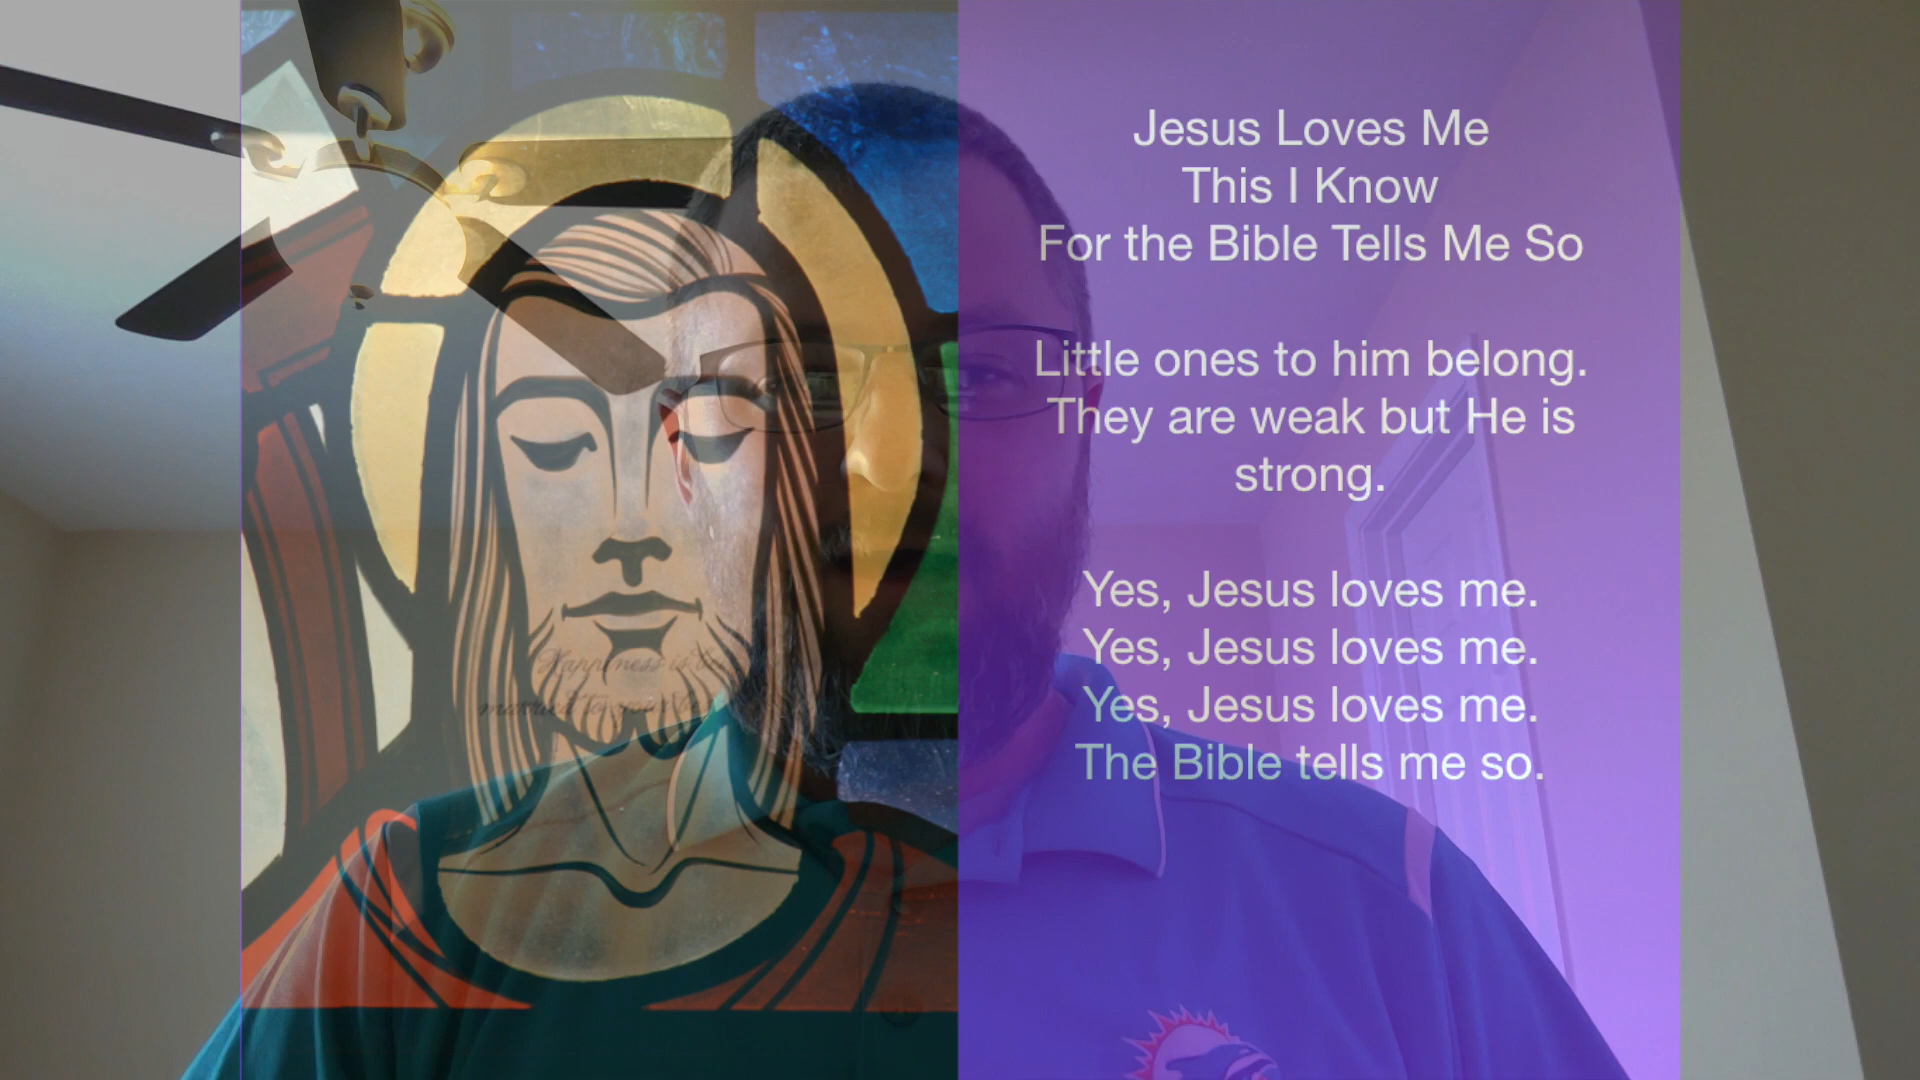 Jesus Loves Me
This I Know
For the Bible Tells Me So
Little ones to him belong.
They are weak but He is
strong.
Yes, Jesus loves me.
Yes, Jesus loves me.
Yes, Jesus loves me.
The Bible tells me so.
Happiness is